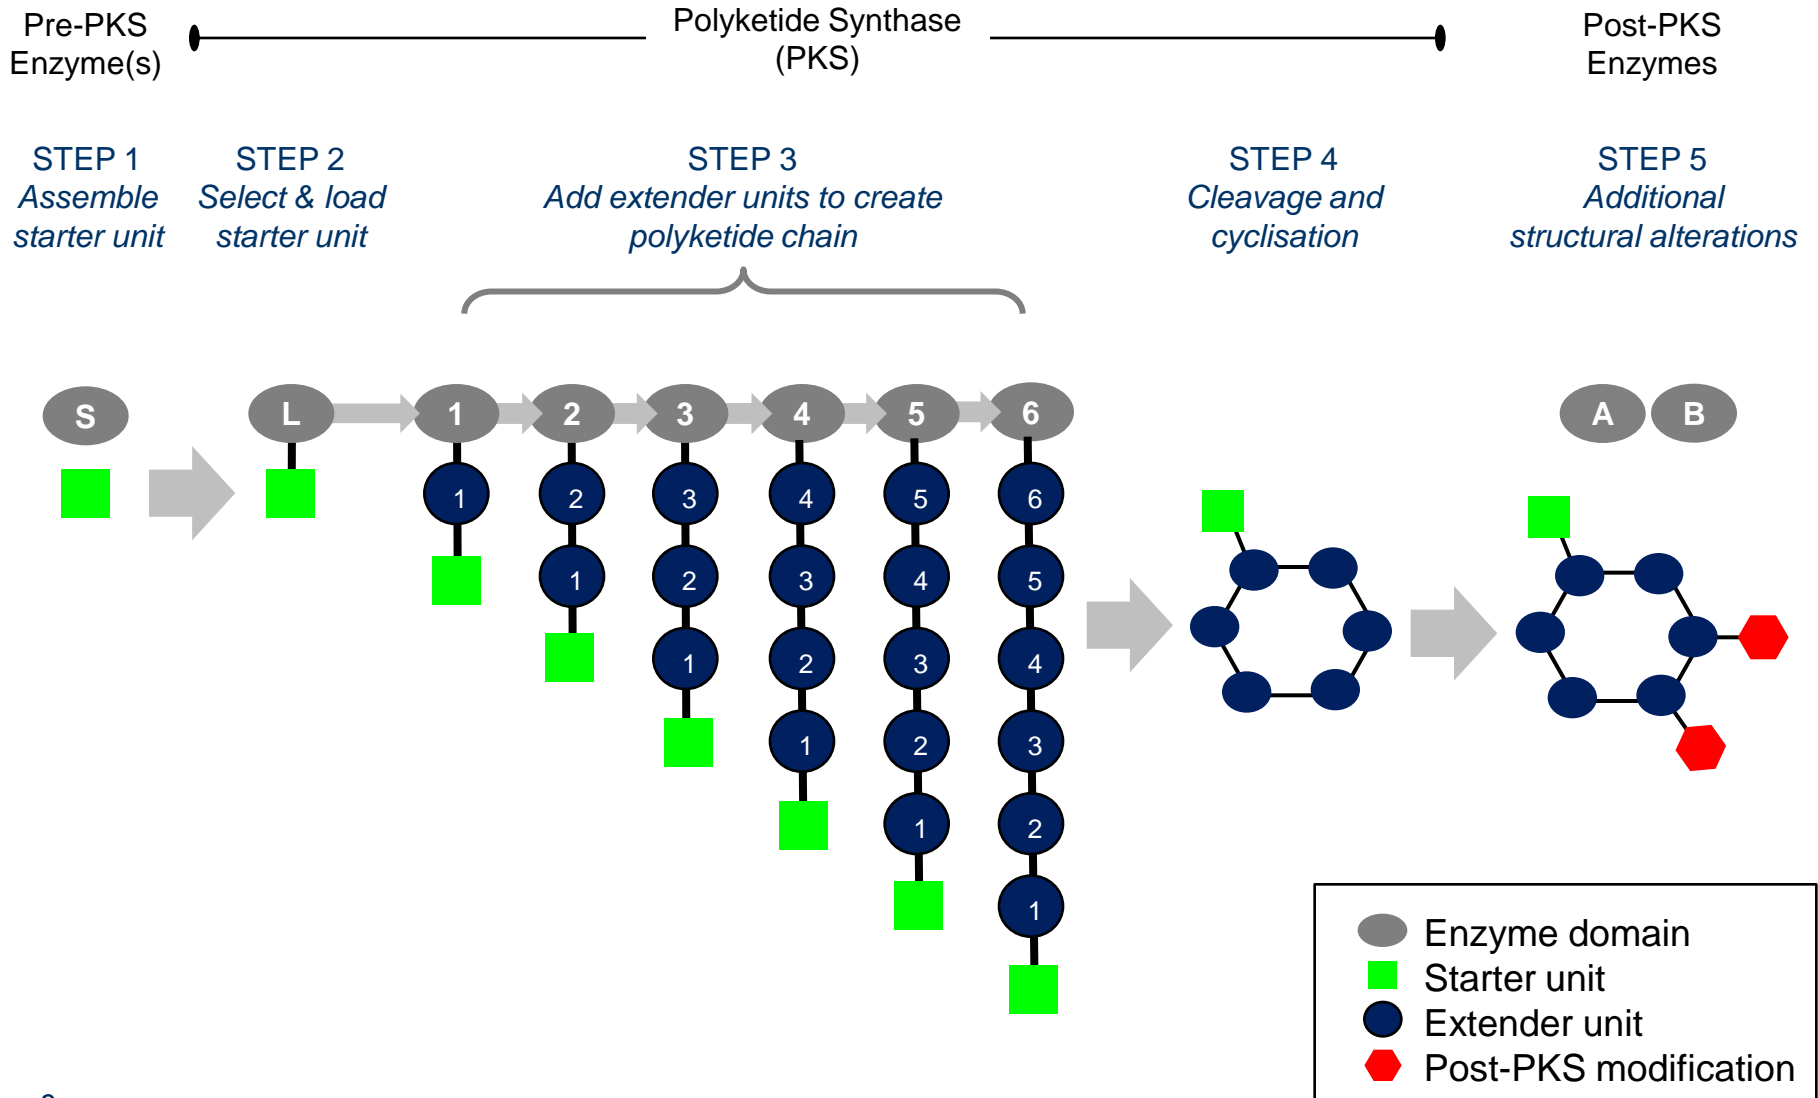 Pre-PKS
Enzyme(s)
Polyketide Synthase
(PKS)
Post-PKS
Enzymes
STEP 1
Assemble
starter unit
STEP 2
Select & load
starter unit
STEP 3
Add extender units to create
polyketide chain
STEP 4
Cleavage and
cyclisation
STEP 5
Additional
structural alterations
S
L
1
2
3
4
5
6
A
B
1
2
3
4
5
6
1
2
3
4
5
1
2
3
4
1
2
3
1
2
1
Enzyme domain
Starter unit
Extender unit
Post-PKS modification